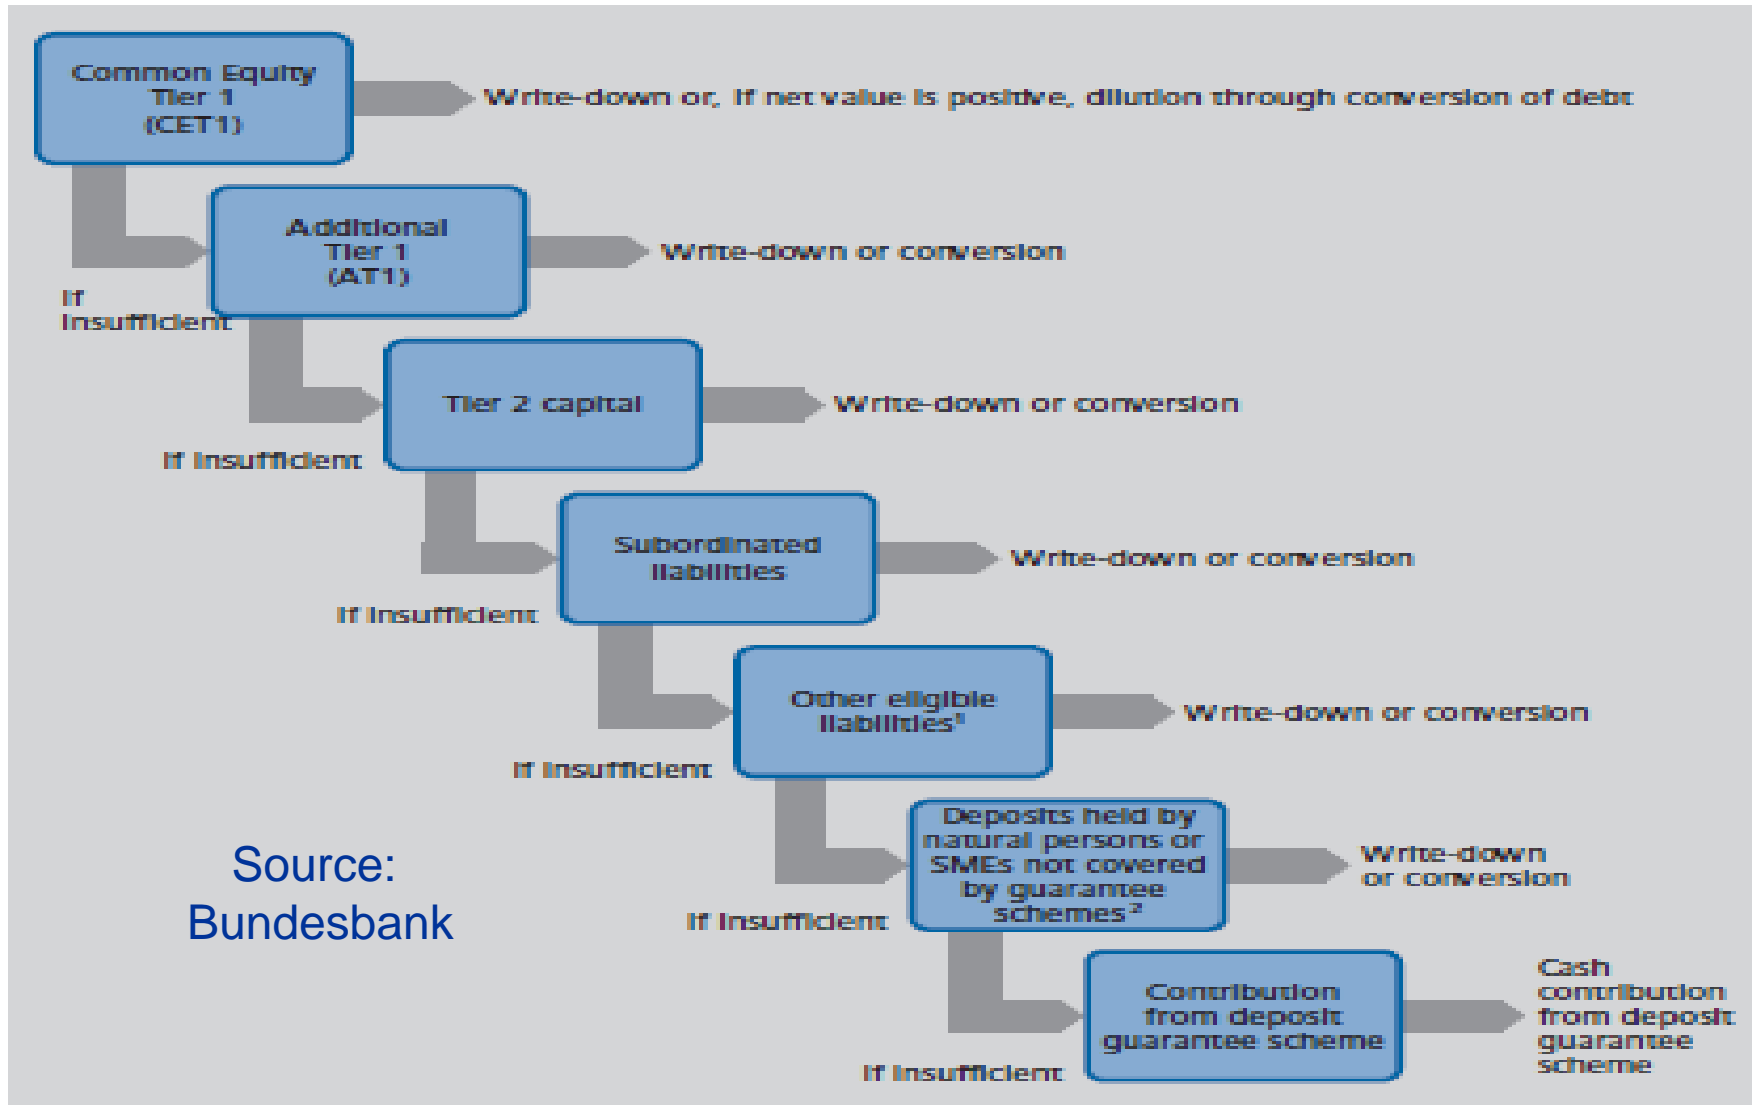 Common Equity
Tier 1
(CET1)
Write-down or, if net value is positive, dilution through conversion of debt
If
insufficient
Additional
Tier 1
(AT1)
Write-down or conversion
If insufficient
Tier 2 capital
Write-down or conversion
If insufficient
Subordinated
liabilities
Write-down or conversion
If insufficient
Other eligible
liabilities¹
Write-down or conversion
If insufficient
Deposits held by
natural persons or
SMEs not covered
by guarantee
schemes²
Write-down
or conversion
If insufficient
Contribution
from deposit
guarantee scheme
Cash
contribution
from deposit
guarantee
scheme
Source:
Bundesbank